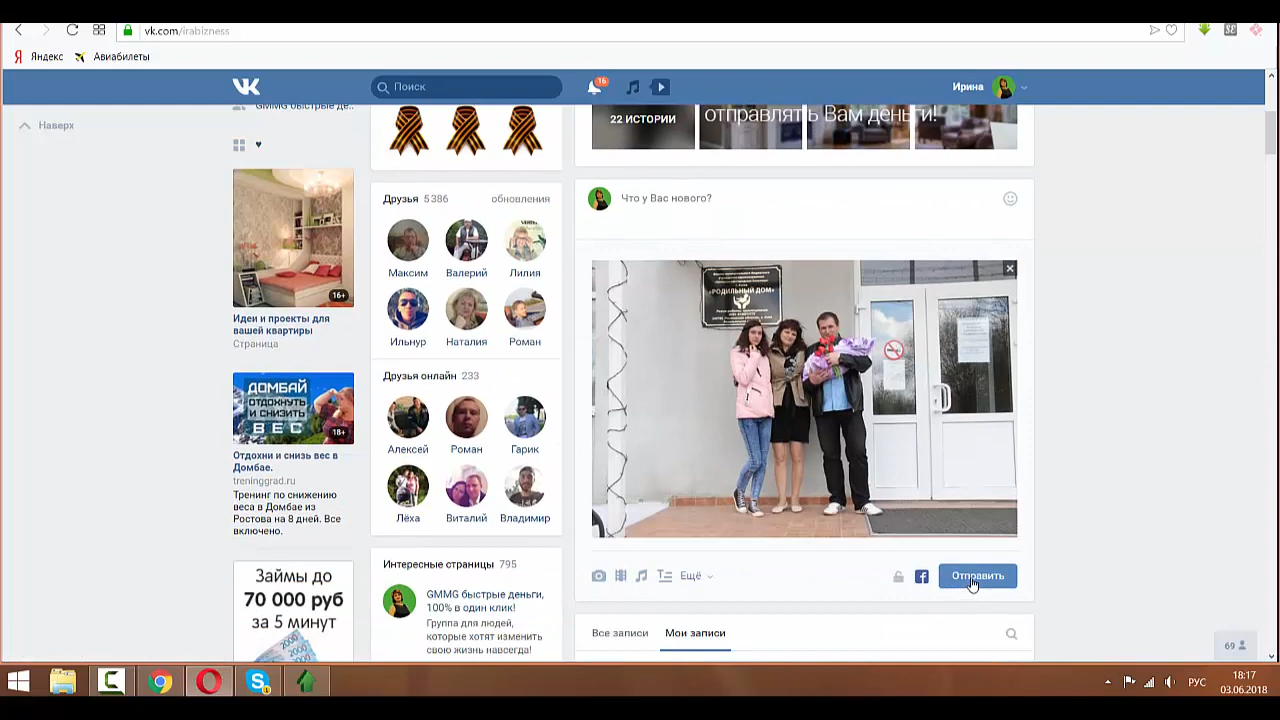 vk.com/irabizness
Яндекс
Авиабилеты
Поиск
16
Ирина
GMMG быстрые де..
Наверх
♥
16+
Идеи и проекты для
вашей квартиры
Страница
ДОМБАЙ
ОТДОХНУТЬ
И СНИЗИТЬ
ВЕС
18+
Отдохни и снизь вес в
Домбае.
treninggrad.ru
Тренинг по снижению
веса в Домбае из
Ростова на 8 дней. Все
включено.
Займы до
70 000 руб
за 5 минут
Друзья 5 386
обновления
Максим
Валерий
Лилия
Ильнур
Наталия
Роман
Друзья онлайн 233
Алексей
Роман
Гарик
Лёха
Виталий
Владимир
Интересные страницы 795
GMMG быстрые деньги,
100% в один клик!
Группа для людей,
которые хотят изменить
свою жизнь навсегда!
22 ИСТОРИИ
отправлять Вам деньги!
Что у Вас нового?
«РОДИЛЬНЫЙ ДОМ»
Ещё
Отправить
Все записи
Мои записи
69
РУС
18:17
03.06.2018